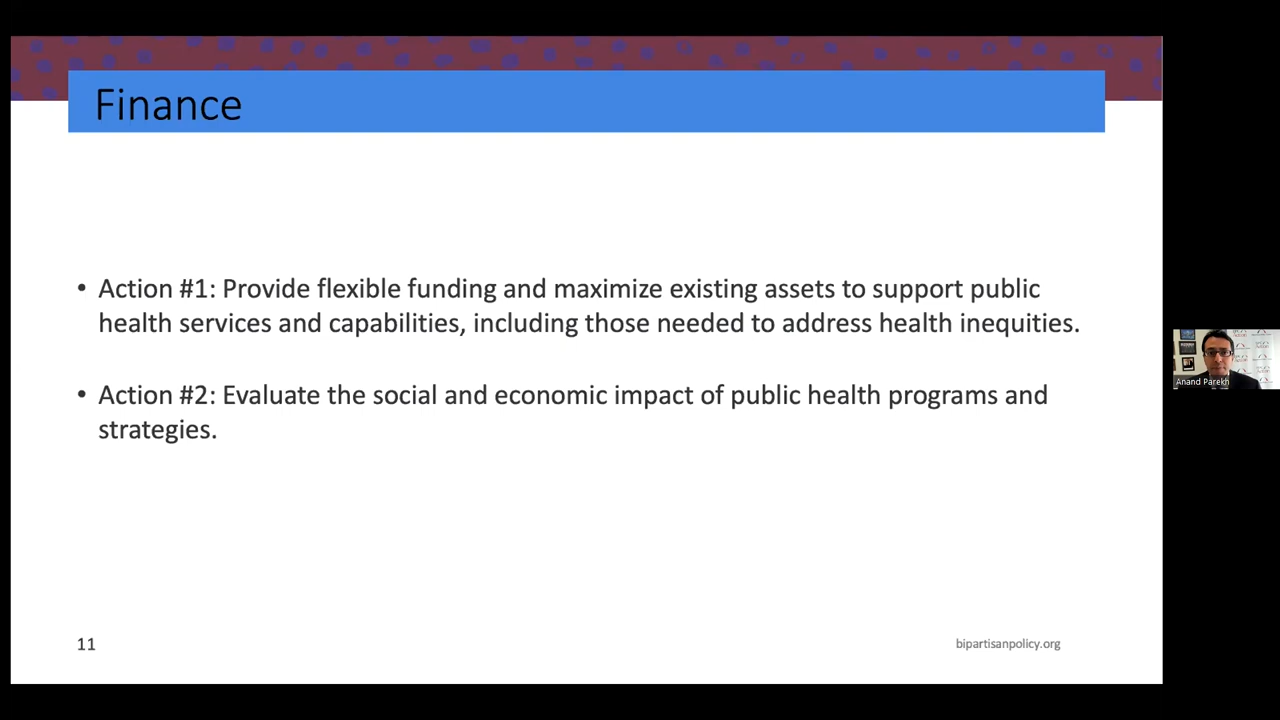 Finance
• Action #1: Provide flexible funding and maximize existing assets to support public
health services and capabilities, including those needed to address health inequities.
• Action #2: Evaluate the social and economic impact of public health programs and
strategies.
Anand Parekh
11
bipartisanpolicy.org